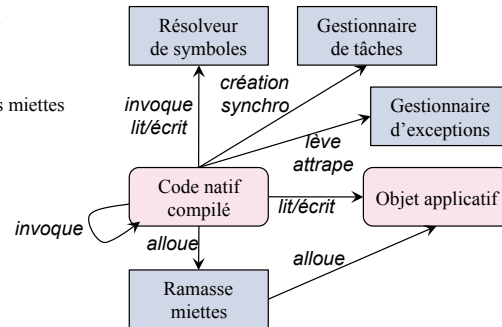 Résolveur
de symboles
Gestionnaire
de tâches
création
synchro
s miettes
invoque
lit/écrit
Gestionnaire
d'exceptions
lève
attrape
Code natif
compilé
lit/écrit
Objet applicatif
invoque
alloue
alloue
Ramasse
miettes